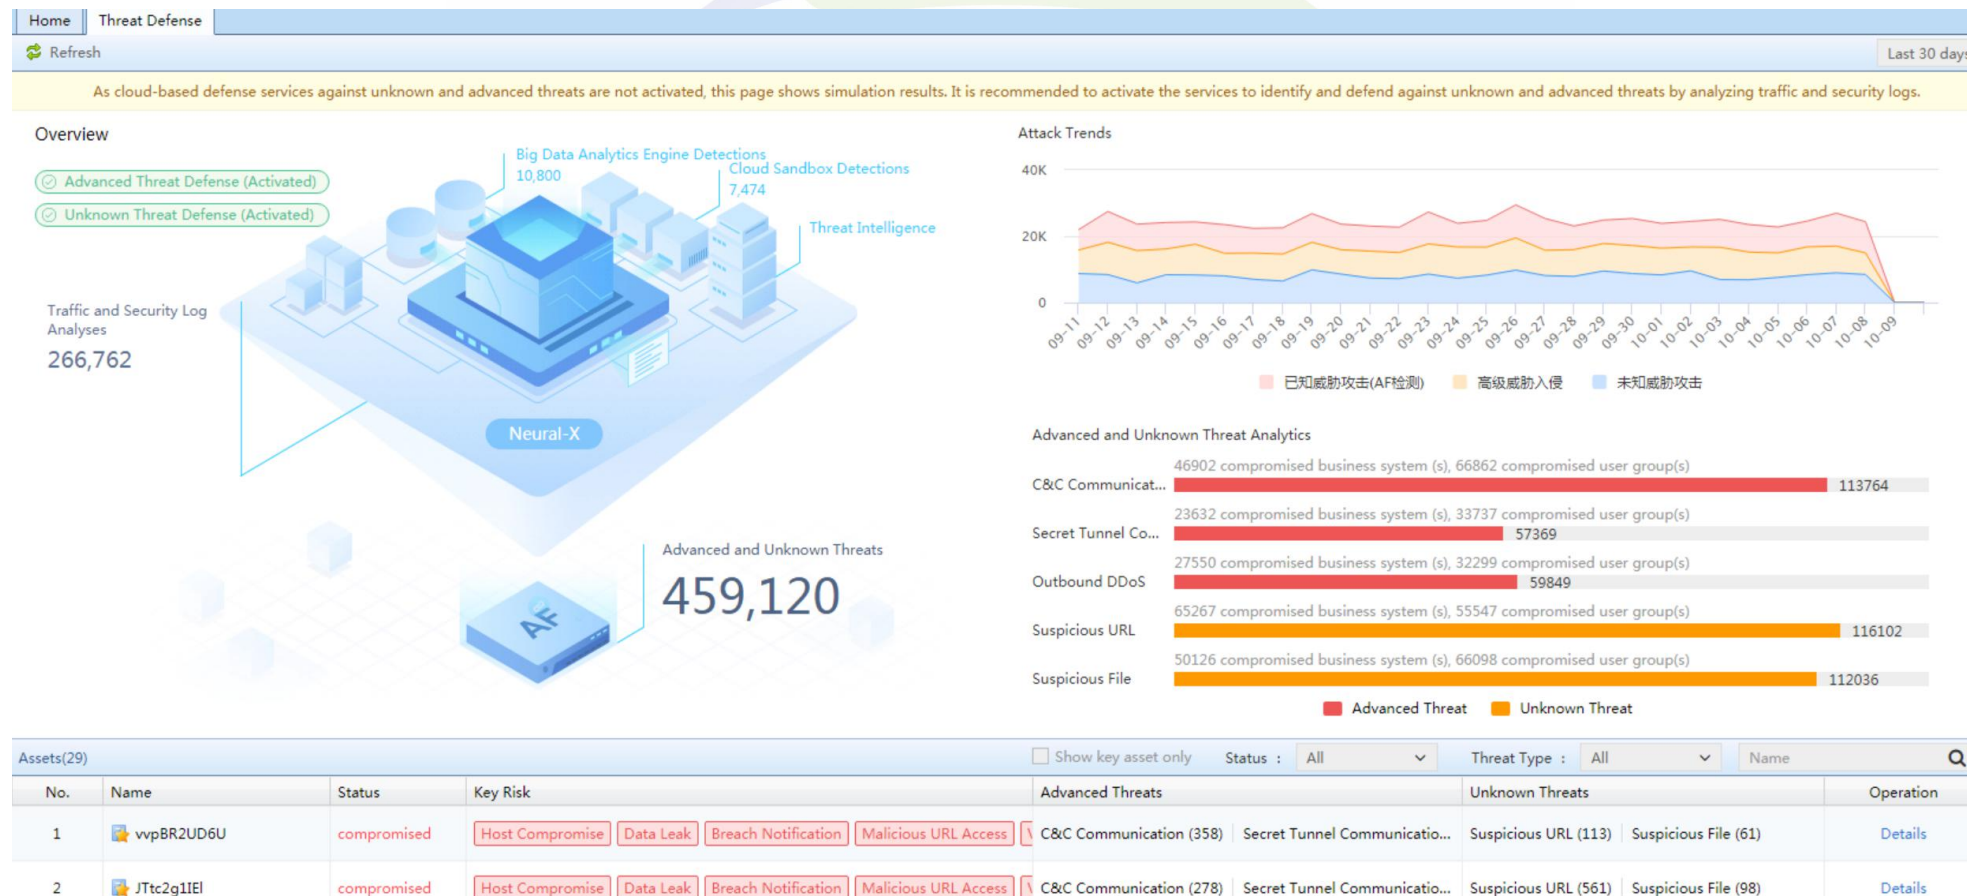 Home
Threat Defense
Refresh
Last 30 days
As cloud-based defense services against unknown and advanced threats are not activated, this page shows simulation results. It is recommended to activate the services to identify and defend against unknown and advanced threats by analyzing traffic and security logs.
Overview
Advanced Threat Defense (Activated)
Unknown Threat Defense (Activated)
Big Data Analytics Engine Detections
10,800
Cloud Sandbox Detections
7,474
Threat Intelligence
Traffic and Security Log
Analyses
266,762
Neural-X
AF
Advanced and Unknown Threats
459,120
Attack Trends
40K
20K
0
09-11 09-12 09-13 09-14 09-15 09-16 09-17 09-18 09-19 09-20 09-21 09-22 09-23 09-24 09-25 09-26 09-27 09-28 09-29 09-30 10-01 10-02 10-03 10-04 10-05 10-06 10-07 10-08 10-09
已知威胁攻击(AF检测) 高级威胁入侵 未知威胁攻击
Advanced and Unknown Threat Analytics
46902 compromised business system (s), 66862 compromised user group(s)
C&C Communicat... 113764
23632 compromised business system (s), 33737 compromised user group(s)
Secret Tunnel Co... 57369
27550 compromised business system (s), 32299 compromised user group(s)
Outbound DDoS 59849
65267 compromised business system (s), 55547 compromised user group(s)
Suspicious URL 116102
50126 compromised business system (s), 66098 compromised user group(s)
Suspicious File 112036
Advanced Threat Unknown Threat
Assets(29) Show key asset only Status : All Threat Type : All Name
No. Name Status Key Risk Advanced Threats Unknown Threats Operation
1 vvpBR2UD6U compromised Host Compromise Data Leak Breach Notification Malicious URL Access C&C Communication (358) Secret Tunnel Communicatio... Suspicious URL (113) Suspicious File (61) Details
2 JTtc2g1IEl compromised Host Compromise Data Leak Breach Notification Malicious URL Access C&C Communication (278) Secret Tunnel Communicatio... Suspicious URL (561) Suspicious File (98) Details